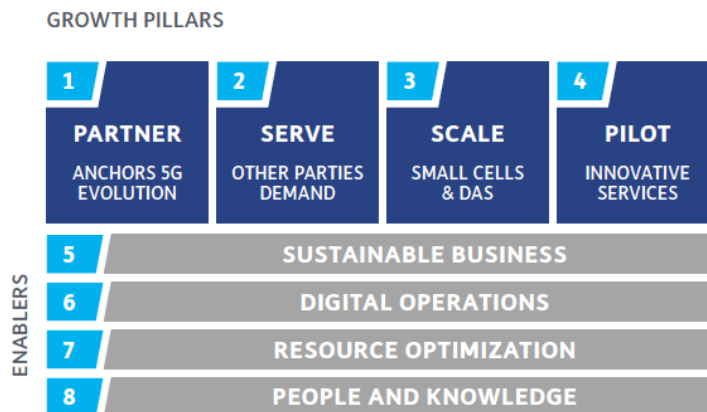 GROWTH PILLARS
1
PARTNER
ANCHORS 5G
EVOLUTION
2
SERVE
OTHER PARTIES
DEMAND
3
SCALE
SMALL CELLS
& DAS
4
PILOT
INNOVATIVE
SERVICES
ENABLERS
5
SUSTAINABLE BUSINESS
6
DIGITAL OPERATIONS
7
RESOURCE OPTIMIZATION
8
PEOPLE AND KNOWLEDGE